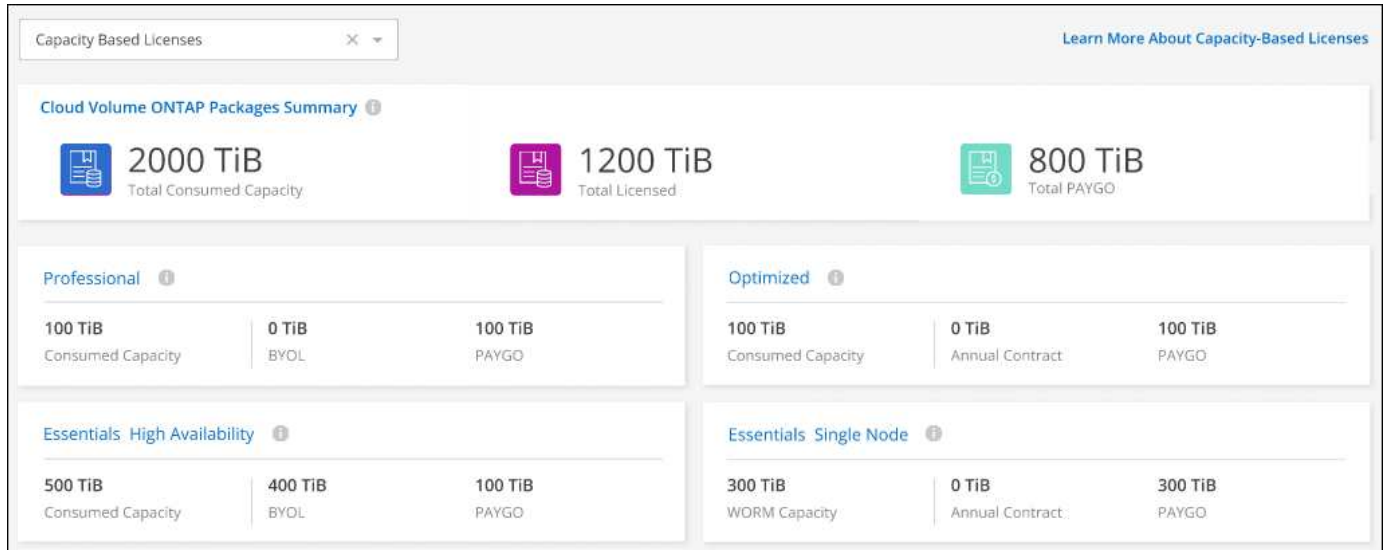 Capacity Based Licenses
Learn More About Capacity-Based Licenses
Cloud Volume ONTAP Packages Summary
2000 TiB
Total Consumed Capacity
1200 TiB
Total Licensed
800 TiB
Total PAYGO
Professional
100 TiB
Consumed Capacity
0 TiB
BYOL
100 TiB
PAYGO
Optimized
100 TiB
Consumed Capacity
0 TiB
Annual Contract
100 TiB
PAYGO
Essentials High Availability
500 TiB
Consumed Capacity
400 TiB
BYOL
100 TiB
PAYGO
Essentials Single Node
300 TiB
WORM Capacity
0 TiB
Annual Contract
300 TiB
PAYGO